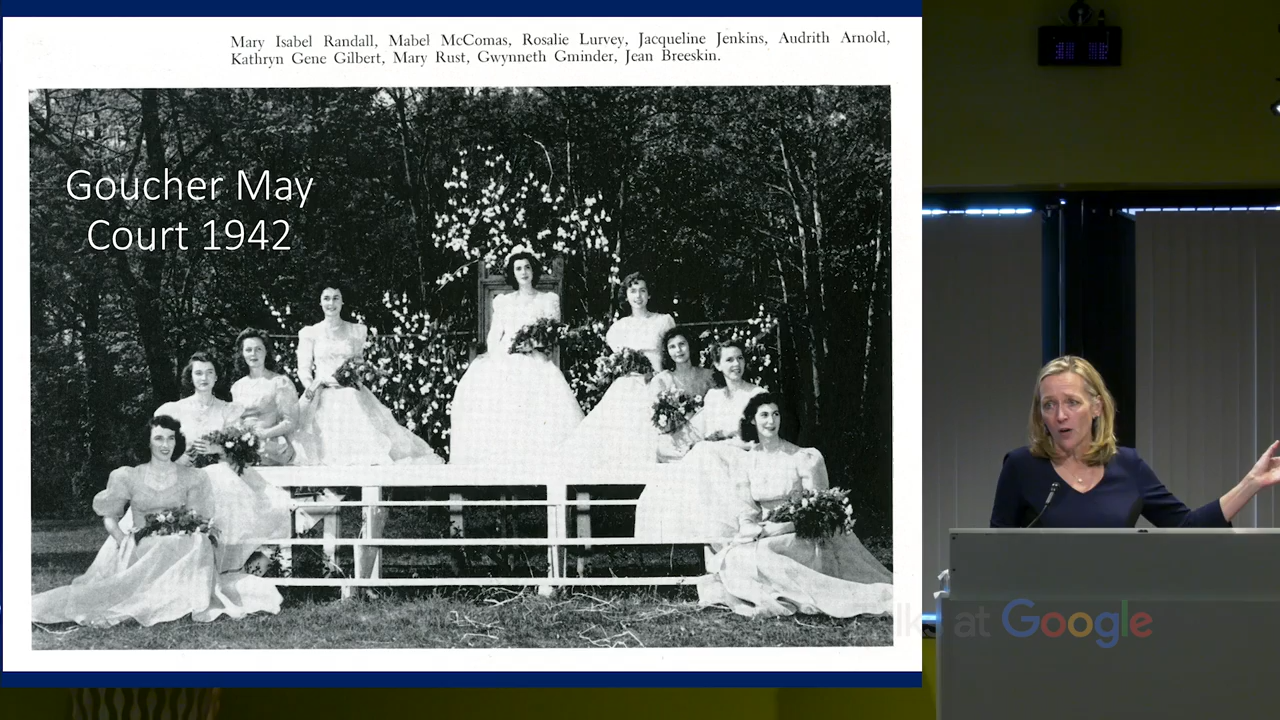 Mary Isabel Randall, Mabel McComas, Rosalie Lurvey, Jacqueline Jenkins, Audrith Arnold,
Kathryn Gene Gilbert, Mary Rust, Gwynneth Gminder, Jean Breeskin.
Goucher May
Court 1942
at Google